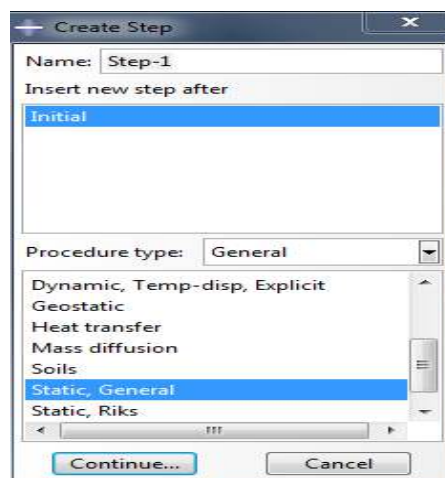 Create Step
Name: Step-1
Insert new step after
Initial
Procedure type: General
Dynamic, Temp-disp, Explicit
Geostatic
Heat transfer
Mass diffusion
Soils
Static, General
Static, Riks
Continue... Cancel